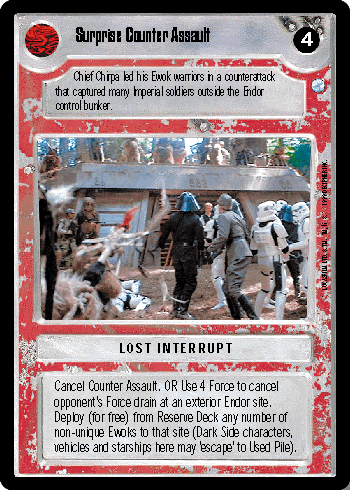 Surprise Counter Assault
4
Chief Chirpa led his Ewok warriors in a counterattack
that captured many Imperial soldiers outside the Endor
control bunker.
LOST INTERRUPT
Cancel Counter Assault. OR Use 4 Force to cancel
opponent's Force drain at an exterior Endor site.
Deploy (for free) from Reserve Deck any number of
non-unique Ewoks to that site (Dark Side characters,
vehicles and starships here may 'escape' to Used Pile).